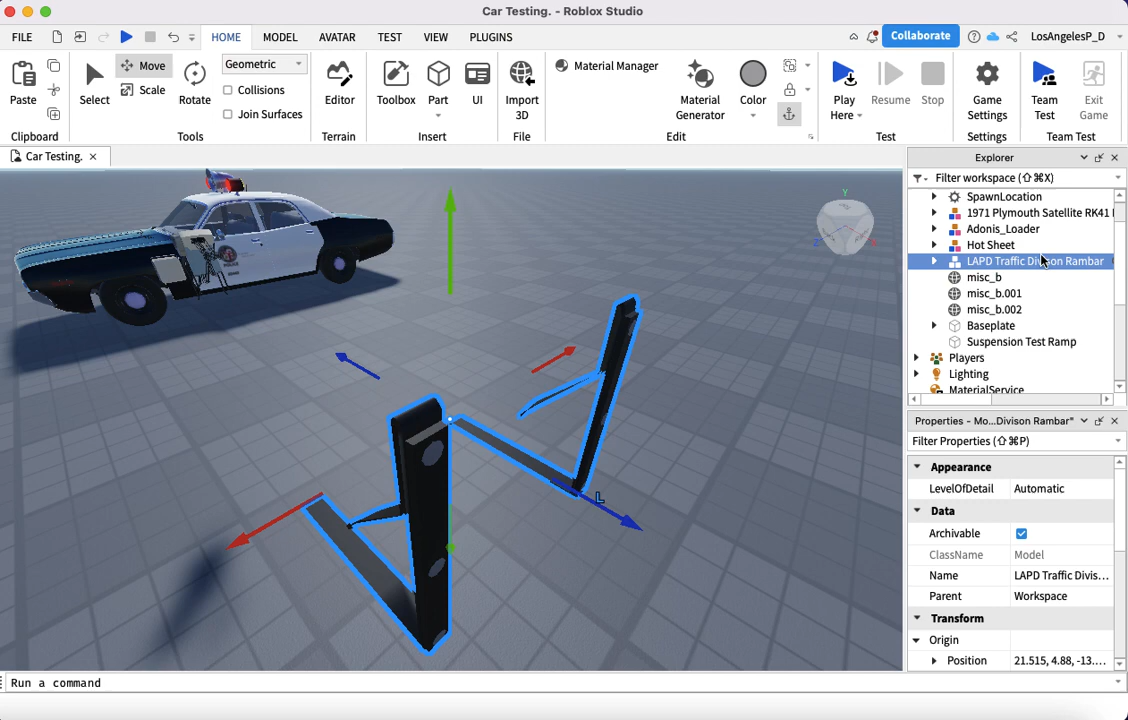 Car Testing. - Roblox Studio
FILE HOME MODEL AVATAR TEST VIEW PLUGINS Collaborate LosAngelesP_D
Paste Select Move Scale Rotate Geometric Collisions Join Surfaces Editor Toolbox Part UI Import 3D Material Manager Material Generator Color Play Here Resume Stop Game Settings Team Test Exit Game
Clipboard Tools Terrain Insert File Edit Test Settings Team Test
Car Testing.
Explorer
Filter workspace (⇧⌘X)
SpawnLocation
1971 Plymouth Satellite RK41
Adonis_Loader
Hot Sheet
LAPD Traffic Divison Rambar
misc_b
misc_b.001
misc_b.002
Baseplate
Suspension Test Ramp
Players
Lighting
MaterialService
Properties - Mo...Divison Rambar"
Filter Properties (⇧⌘P)
Appearance
LevelOfDetail Automatic
Data
Archivable
ClassName Model
Name LAPD Traffic Divis...
Parent Workspace
Transform
Origin
Position 21.515, 4.88, -13....
Y
Z
L
Run a command